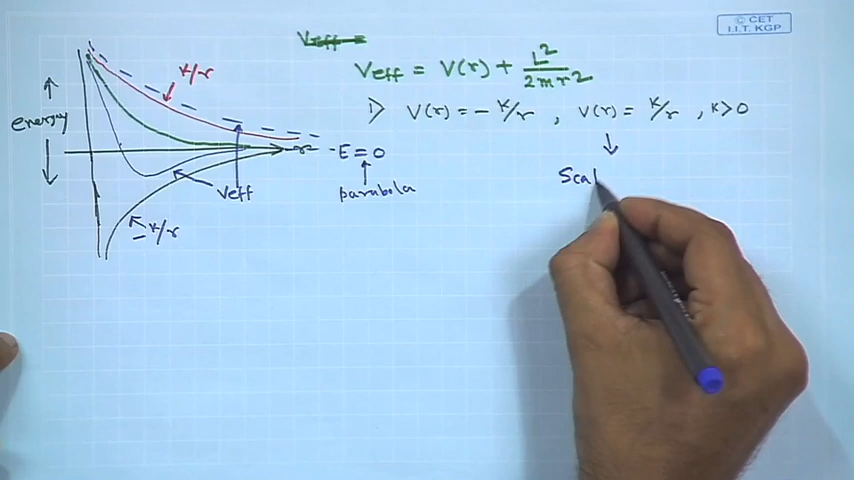 © CET
I.I.T. KGP
Veff =
Veff = V(r) + L²/2mr²
1) V(r) = - k/r , V(r) = k/r , k>0
↓
Scal
k/r
energy
r
E = 0
Veff
parabola
- k/r